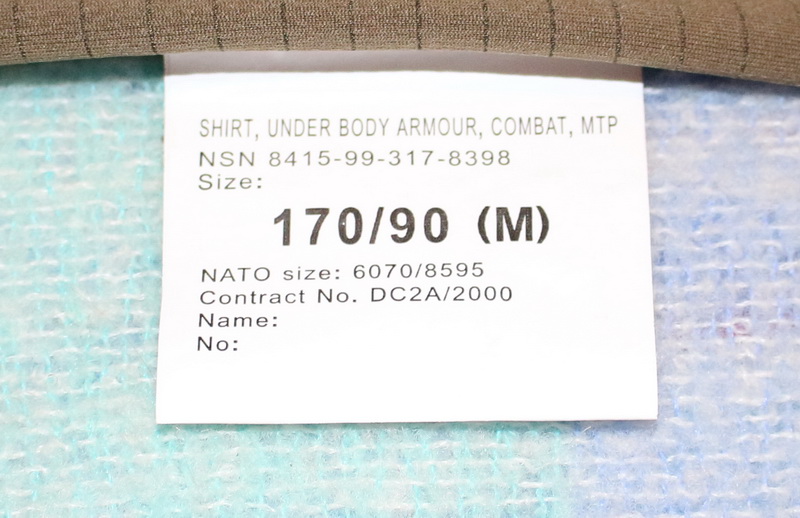 SHIRT, UNDER BODY ARMOUR, COMBAT, MTP
NSN 8415-99-317-8398
Size:
170/90 (M)
NATO size: 6070/8595
Contract No. DC2A/2000
Name:
No: